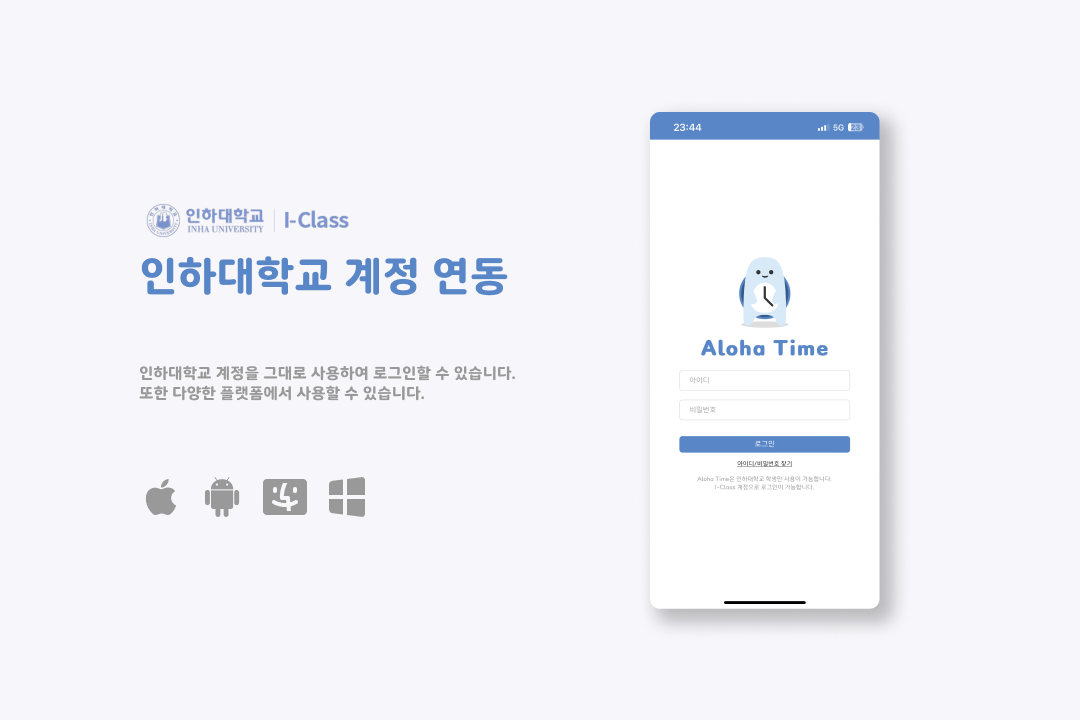 인하대학교
INHA UNIVERSITY
I-Class
인하대학교 계정 연동
인하대학교 계정을 그대로 사용하여 로그인할 수 있습니다.
또한 다양한 플랫폼에서 사용할 수 있습니다.
23:44
5G
23
Aloha Time
아이디
비밀번호
로그인
아이디/비밀번호 찾기
Aloha Time은 인하대학교 학생만 사용이 가능합니다.
I-Class 계정으로 로그인이 가능합니다.